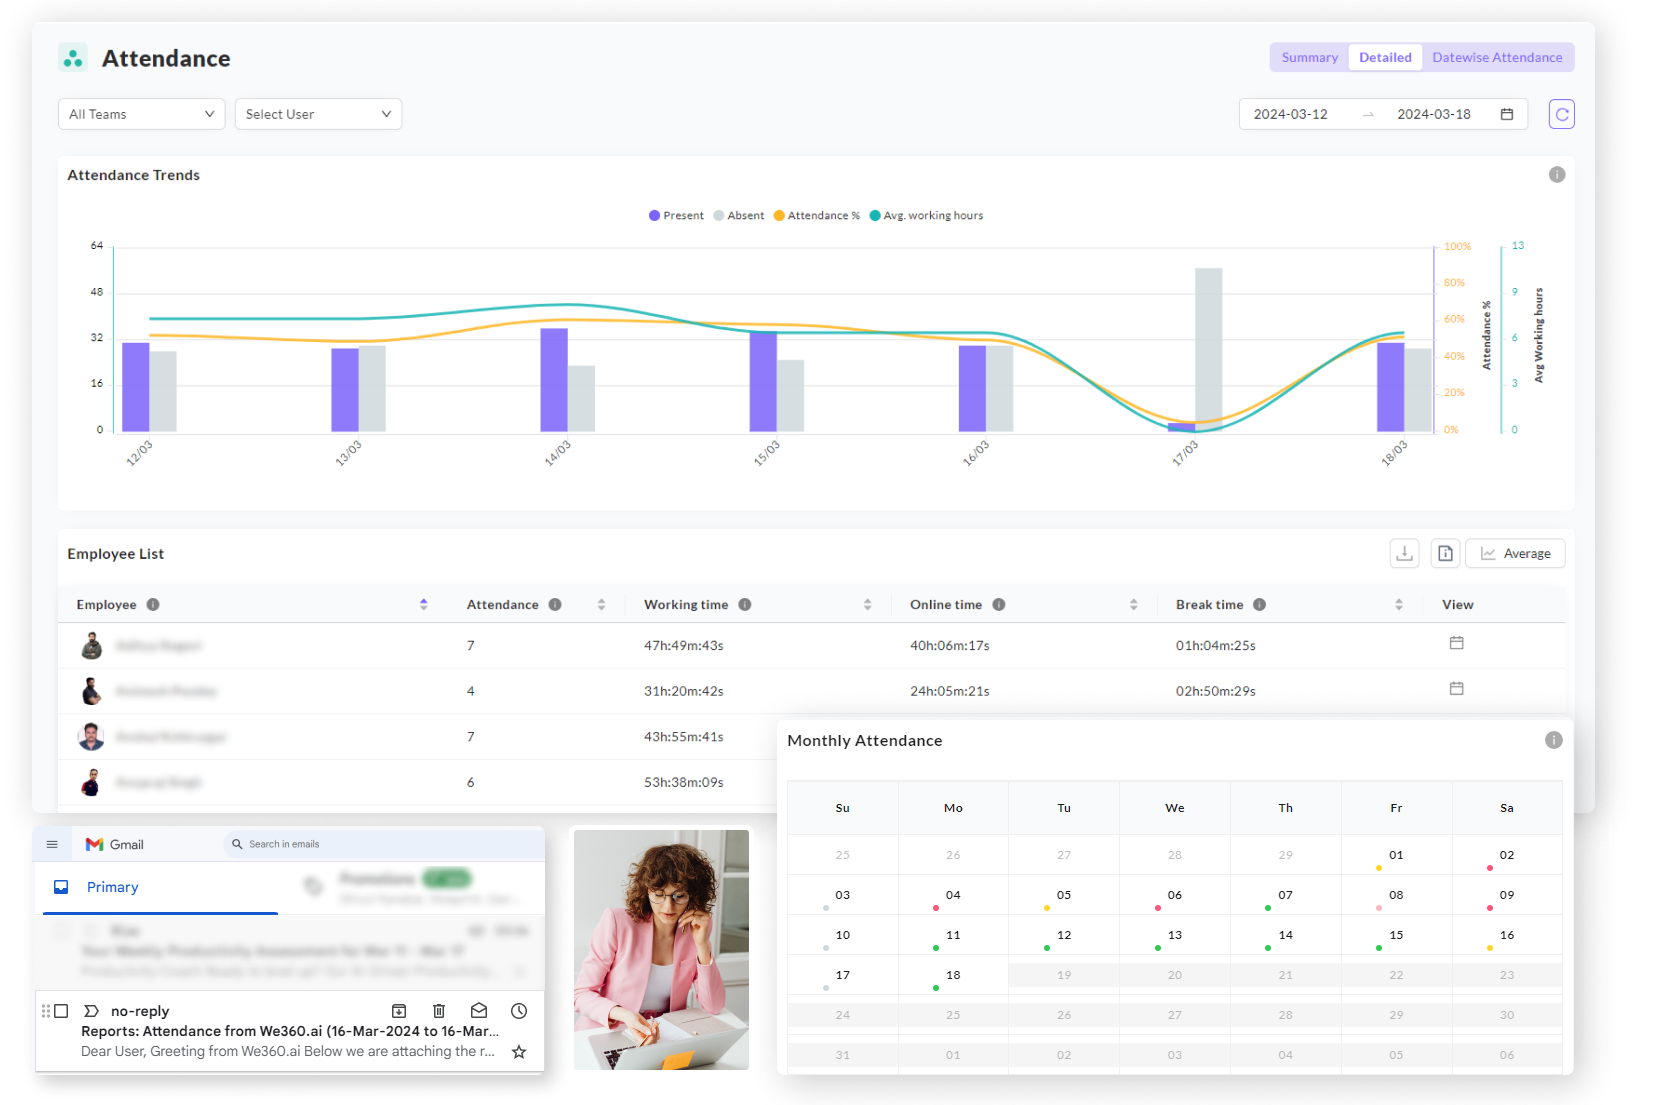 Attendance
Summary Detailed Datewise Attendance
All Teams Select User 2024-03-12 → 2024-03-18
Attendance Trends
Present Absent Attendance % Avg. working hours
64 100% 13
80%
48 9
60%
32 6
40%
16 3
20%
0 0% 0
Attendance %
Avg Working hours
12/03 13/03 14/03 15/03 16/03 17/03 18/03
Employee List Average
Employee Attendance Working time Online time Break time View
7 47h:49m:43s 40h:06m:17s 01h:04m:25s
4 31h:20m:42s 24h:05m:21s 02h:50m:29s
7 43h:55m:41s
6 53h:38m:09s
Monthly Attendance
Su Mo Tu We Th Fr Sa
25 26 27 28 29 01 02
03 04 05 06 07 08 09
10 11 12 13 14 15 16
17 18 19 20 21 22 23
24 25 26 27 28 29 30
31 01 02 03 04 05 06
Gmail Search in emails
Primary
Your Weekly Productivity Assessment for Mar 11 - Mar 17
no-reply
Reports: Attendance from We360.ai (16-Mar-2024 to 16-Mar...
Dear User, Greeting from We360.ai Below we are attaching the r...